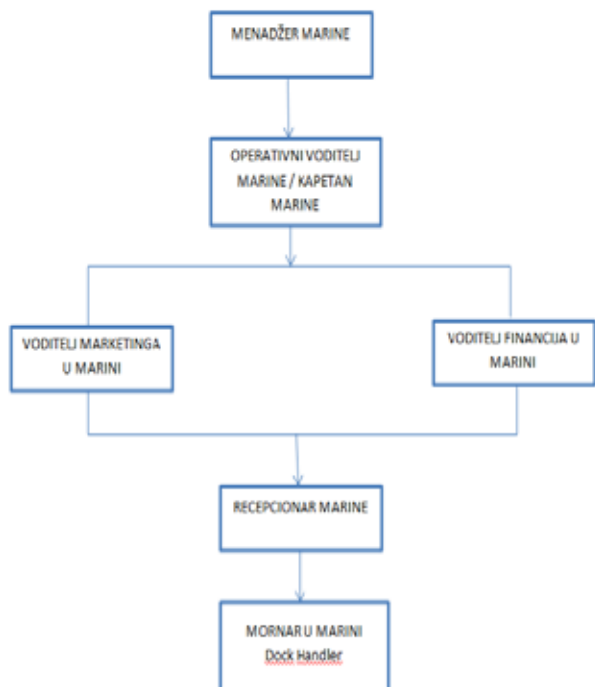 MENADŽER MARINE
OPERATIVNI VODITELJ
MARINE / KAPETAN
MARINE
VODITELJ MARKETINGA
U MARINI
VODITELJ FINANCIJA U
MARINI
RECEPCIONAR MARINE
MORNAR U MARINI
Dock Handler